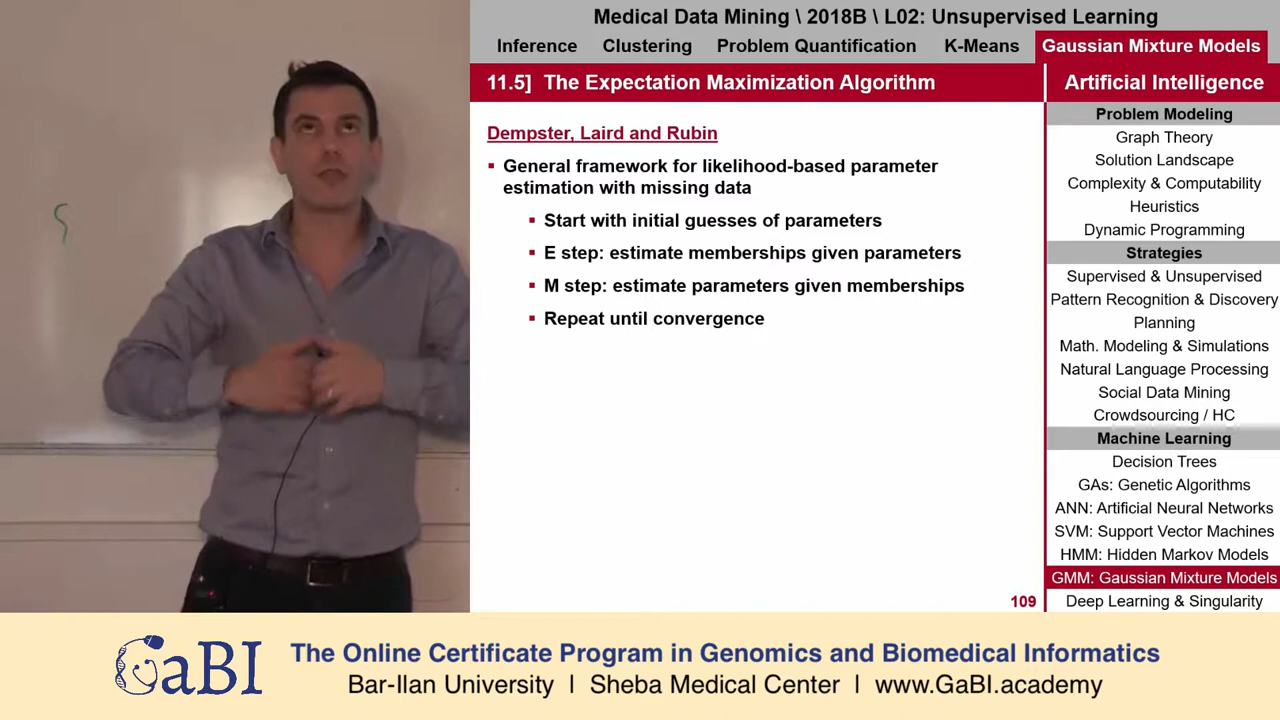 Medical Data Mining \ 2018B \ L02: Unsupervised Learning
Inference Clustering Problem Quantification K-Means Gaussian Mixture Models
11.5] The Expectation Maximization Algorithm
Dempster, Laird and Rubin
▪ General framework for likelihood-based parameter
estimation with missing data
▪ Start with initial guesses of parameters
▪ E step: estimate memberships given parameters
▪ M step: estimate parameters given memberships
▪ Repeat until convergence
109
Artificial Intelligence
Problem Modeling
Graph Theory
Solution Landscape
Complexity & Computability
Heuristics
Dynamic Programming
Strategies
Supervised & Unsupervised
Pattern Recognition & Discovery
Planning
Math. Modeling & Simulations
Natural Language Processing
Social Data Mining
Crowdsourcing / HC
Machine Learning
Decision Trees
GAs: Genetic Algorithms
ANN: Artificial Neural Networks
SVM: Support Vector Machines
HMM: Hidden Markov Models
GMM: Gaussian Mixture Models
Deep Learning & Singularity
GaBI
The Online Certificate Program in Genomics and Biomedical Informatics
Bar-Ilan University | Sheba Medical Center | www.GaBI.academy